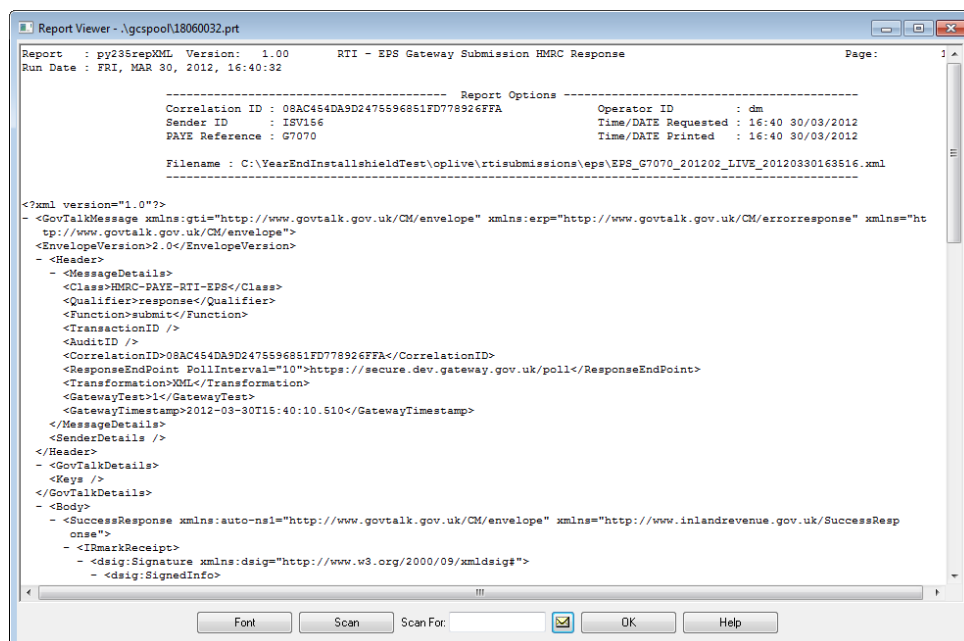 Report Viewer - .\gcspool\18060032.prt
Report : py235repXML Version: 1.00 RTI - EPS Gateway Submission HMRC Response Page: 1
Run Date : FRI, MAR 30, 2012, 16:40:32
----------------------------------------- Report Options -------------------------------------------
Correlation ID : 08AC454DA9D2475596851FD778926FFA Operator ID : dm
Sender ID : ISV156 Time/DATE Requested : 16:40 30/03/2012
PAYE Reference : G7070 Time/DATE Printed : 16:40 30/03/2012
Filename : C:\YearEndInstallshieldTest\oplive\rtisubmissions\eps\EPS_G7070_201202_LIVE_20120330163516.xml
-----------------------------------------------------------------------------------------------------
<?xml version="1.0"?>
- <GovTalkMessage xmlns:gti="http://www.govtalk.gov.uk/CM/envelope" xmlns:erp="http://www.govtalk.gov.uk/CM/errorresponse" xmlns="ht
tp://www.govtalk.gov.uk/CM/envelope">
<EnvelopeVersion>2.0</EnvelopeVersion>
- <Header>
- <MessageDetails>
<Class>HMRC-PAYE-RTI-EPS</Class>
<Qualifier>response</Qualifier>
<Function>submit</Function>
<TransactionID />
<AuditID />
<CorrelationID>08AC454DA9D2475596851FD778926FFA</CorrelationID>
<ResponseEndPoint PollInterval="10">https://secure.dev.gateway.gov.uk/poll</ResponseEndPoint>
<Transformation>XML</Transformation>
<GatewayTest>1</GatewayTest>
<GatewayTimestamp>2012-03-30T15:40:10.510</GatewayTimestamp>
</MessageDetails>
<SenderDetails />
</Header>
- <GovTalkDetails>
<Keys />
</GovTalkDetails>
- <Body>
- <SuccessResponse xmlns:auto-ns1="http://www.govtalk.gov.uk/CM/envelope" xmlns="http://www.inlandrevenue.gov.uk/SuccessResp
onse">
- <IRmarkReceipt>
- <dsig:Signature xmlns:dsig="http://www.w3.org/2000/09/xmldsig#">
- <dsig:SignedInfo>
Font Scan Scan For: OK Help